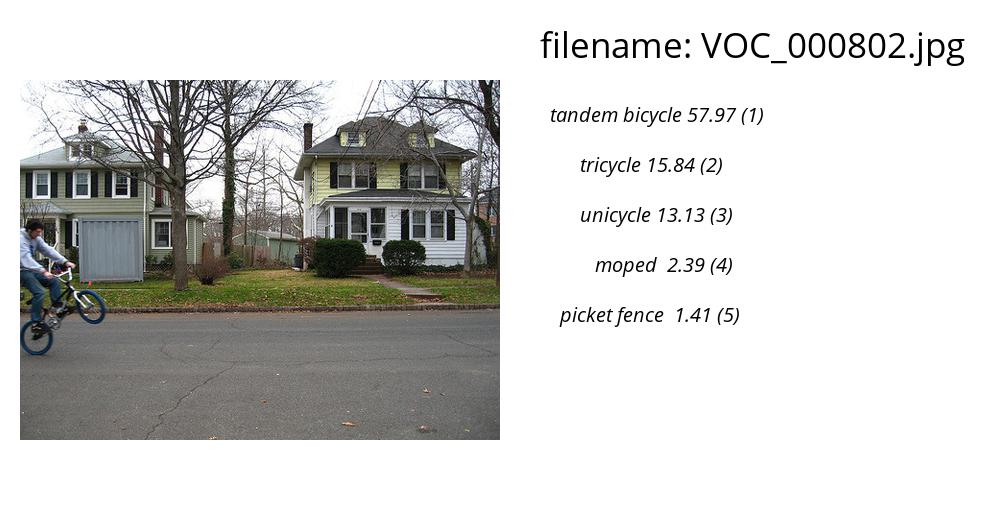 filename: VOC_000802.jpg
tandem bicycle 57.97 (1)
tricycle 15.84 (2)
unicycle 13.13 (3)
moped 2.39 (4)
picket fence 1.41 (5)